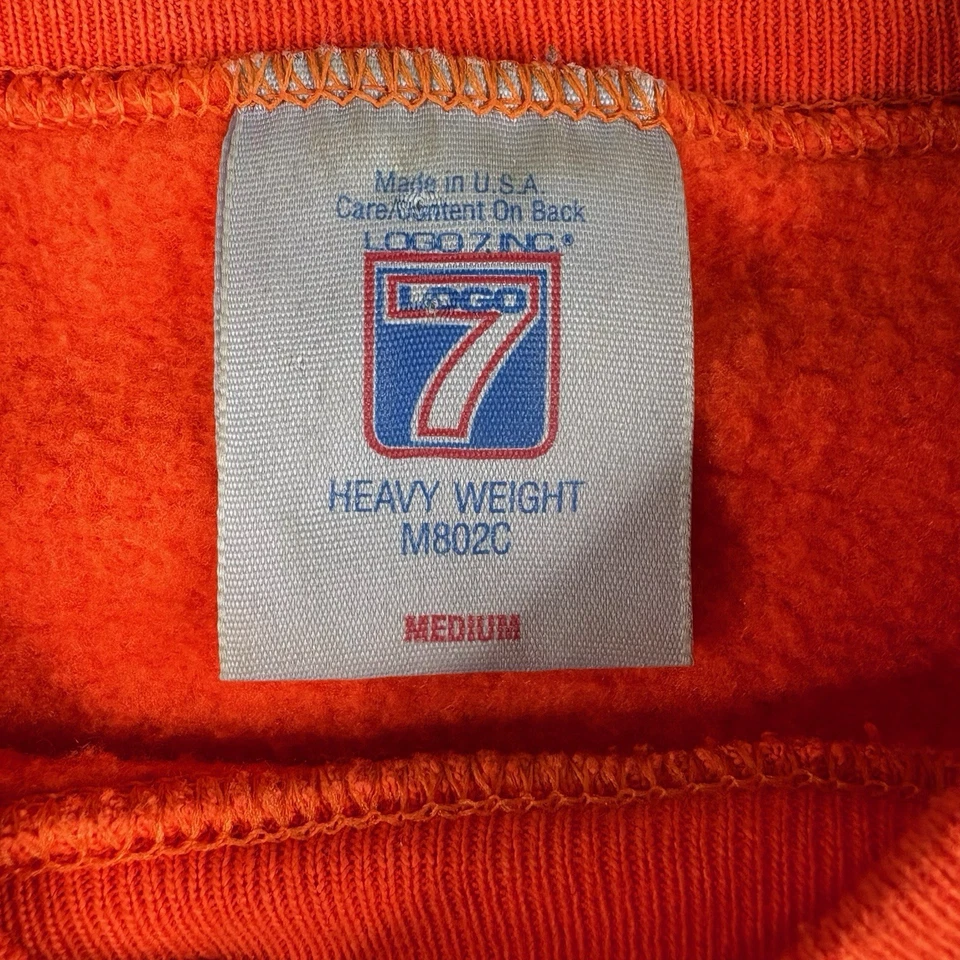 Made in U.S.A.
Care/Content On Back
LOGO 7, INC.®
LOGO
7
HEAVY WEIGHT
M802C
MEDIUM